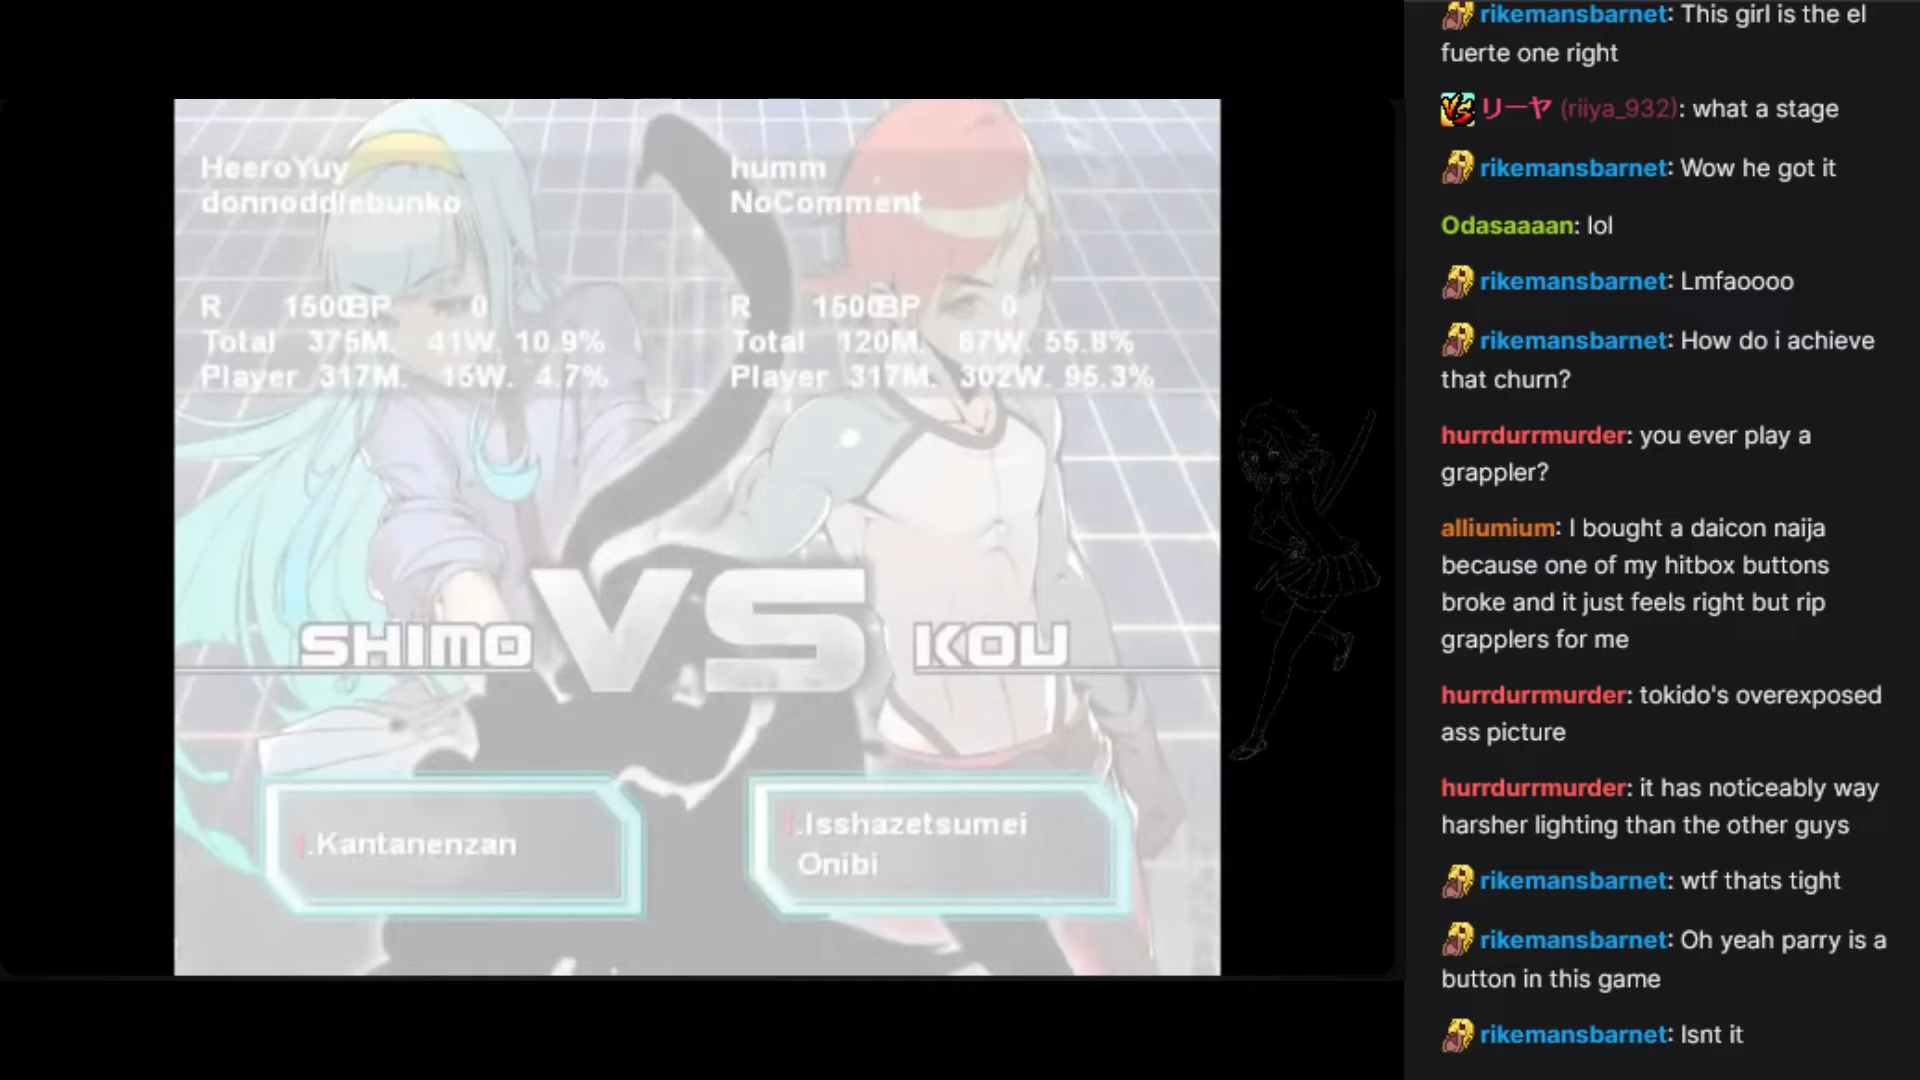 HeeroYuy
donnoddlebunko
R 1500BP 0
Total 375M. 41W. 10.9%
Player 317M. 15W. 4.7%
humm
NoComment
R 1500BP 0
Total 120M. 67W. 55.8%
Player 317M. 302W. 95.3%
SHIMO
VS
KOU
1.Kantanenzan
1.Isshazetsumei
Onibi
rikemansbarnet: This girl is the el
fuerte one right
リーヤ (riiya_932): what a stage
rikemansbarnet: Wow he got it
Odasaaaan: lol
rikemansbarnet: Lmfaoooo
rikemansbarnet: How do i achieve
that churn?
hurrdurrmurder: you ever play a
grappler?
alliumium: I bought a daicon naija
because one of my hitbox buttons
broke and it just feels right but rip
grapplers for me
hurrdurrmurder: tokido's overexposed
ass picture
hurrdurrmurder: it has noticeably way
harsher lighting than the other guys
rikemansbarnet: wtf thats tight
rikemansbarnet: Oh yeah parry is a
button in this game
rikemansbarnet: Isnt it